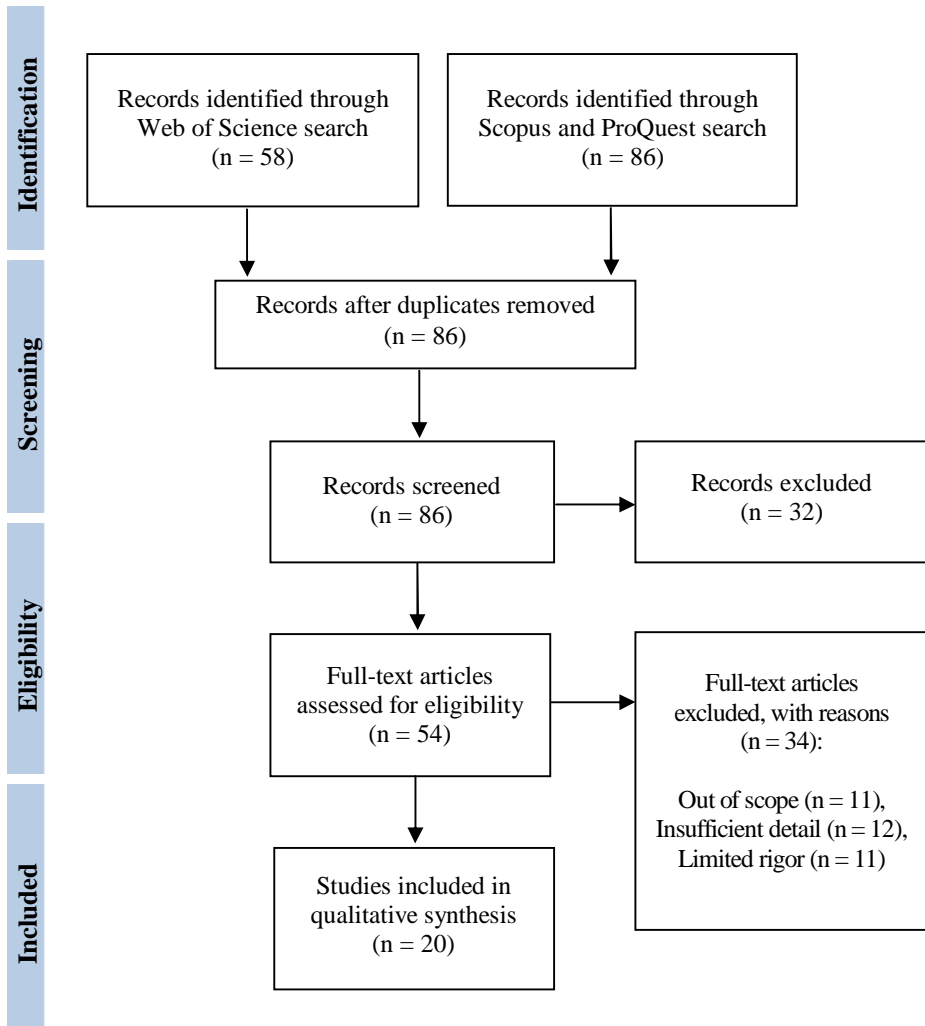 Identification
Records identified through
Web of Science search
(n = 58)
Records identified through
Scopus and ProQuest search
(n = 86)
Screening
Records after duplicates removed
(n = 86)
Records screened
(n = 86)
Records excluded
(n = 32)
Eligibility
Full-text articles
assessed for eligibility
(n = 54)
Full-text articles
excluded, with reasons
(n = 34):
Out of scope (n = 11),
Insufficient detail (n = 12),
Limited rigor (n = 11)
Included
Studies included in
qualitative synthesis
(n = 20)